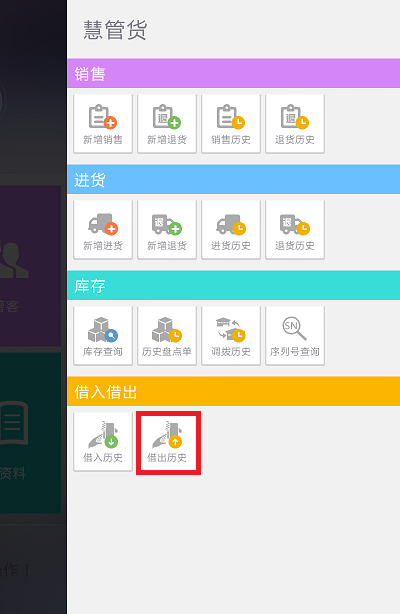 慧管货
销售
新增销售
退
新增退货
销售历史
退
退货历史
进货
新增进货
退
新增退货
进货历史
退
退货历史
库存
库存查询
历史盘点单
调拨历史
SN
序列号查询
借入借出
借入历史
借出历史
管客
资料
作！